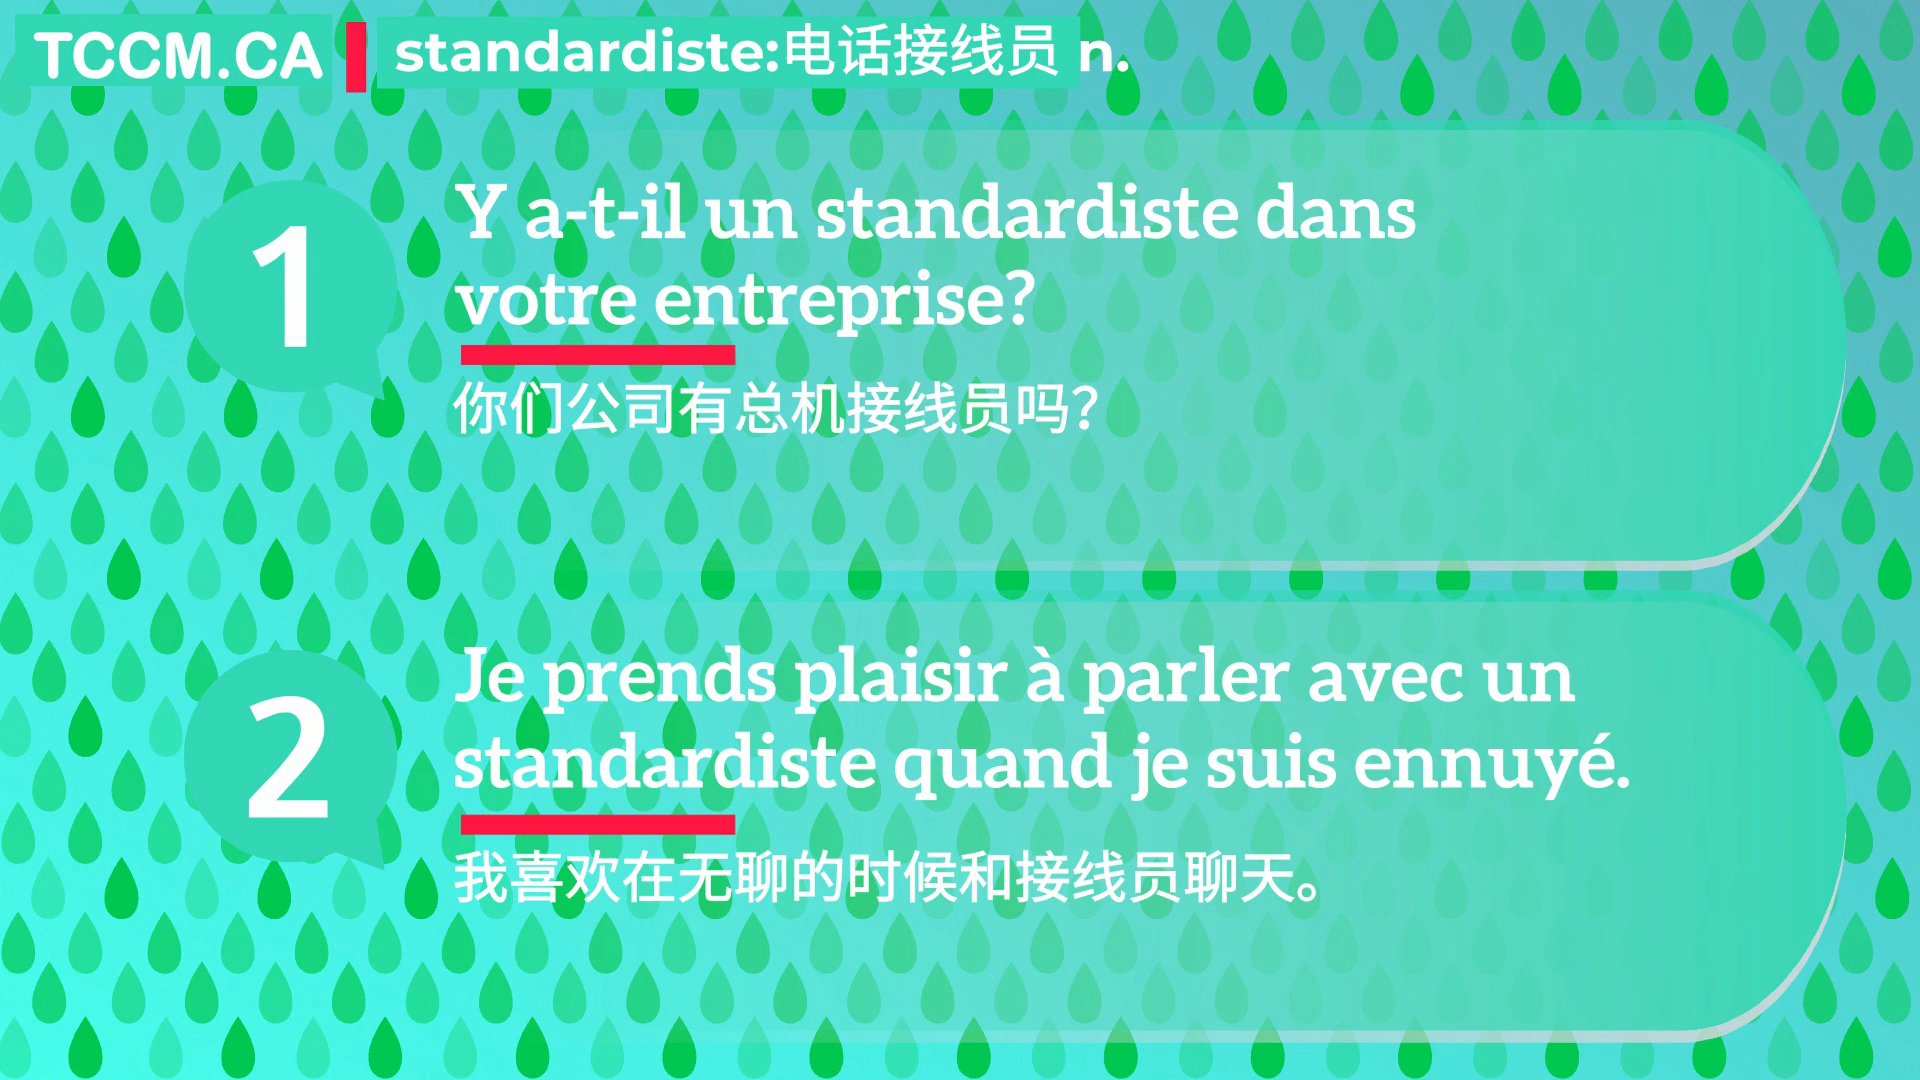 TCCM.CA
standardiste:电话接线员 n.
1
Y a-t-il un standardiste dans
votre entreprise?
你们公司有总机接线员吗?
2
Je prends plaisir à parler avec un
standardiste quand je suis ennuyé.
我喜欢在无聊的时候和接线员聊天。